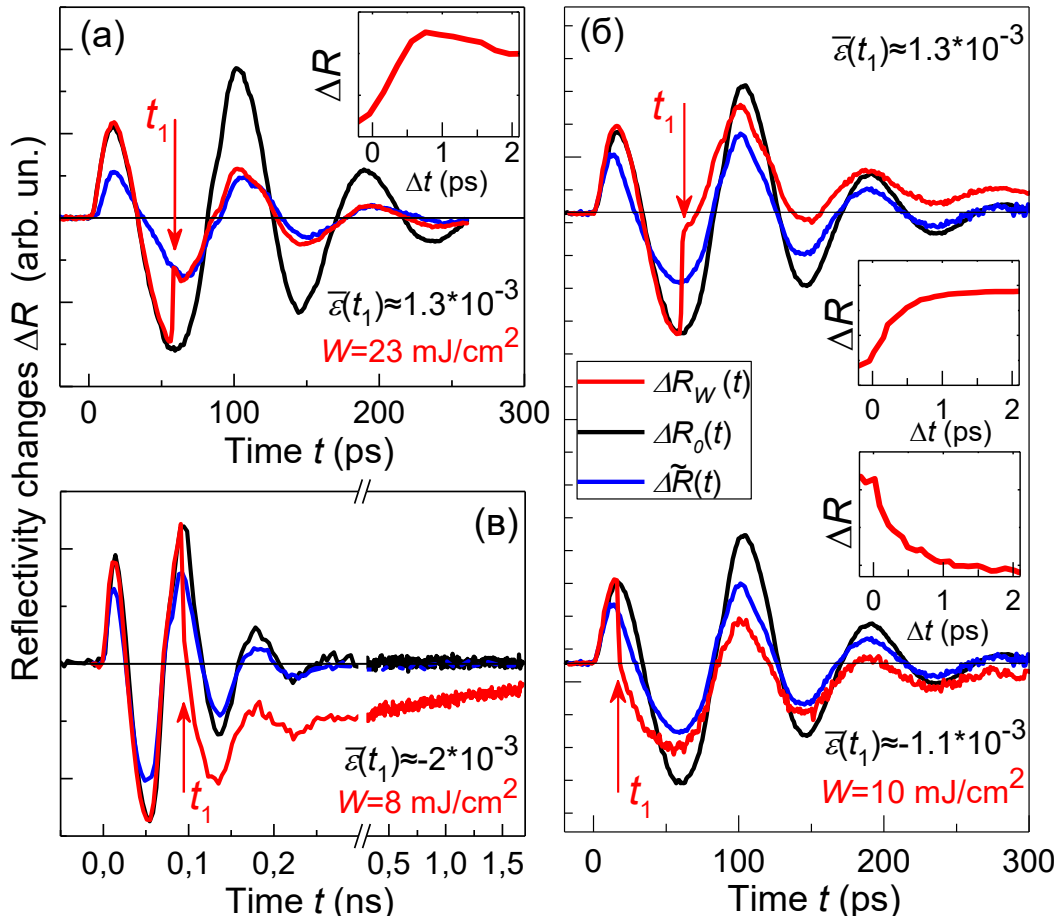 Reflectivity changes ΔR (arb. un.)
(а)
t₁
ΔR
0 1 2
Δt (ps)
ε̅(t₁)≈1.3*10⁻³
W=23 mJ/cm²
0 100 200 300
Time t (ps)
(в)
t₁
ε̅(t₁)≈-2*10⁻³
W=8 mJ/cm²
0,0 0,1 0,2 0,5 1,0 1,5
Time t (ns)
(б)
ε̅(t₁)≈1.3*10⁻³
t₁
ΔR
0 1 2
Δt (ps)
ΔR_W (t)
ΔR₀(t)
ΔR̃(t)
ΔR
0 1 2
Δt (ps)
t₁
ε̅(t₁)≈-1.1*10⁻³
W=10 mJ/cm²
0 100 200 300
Time t (ps)